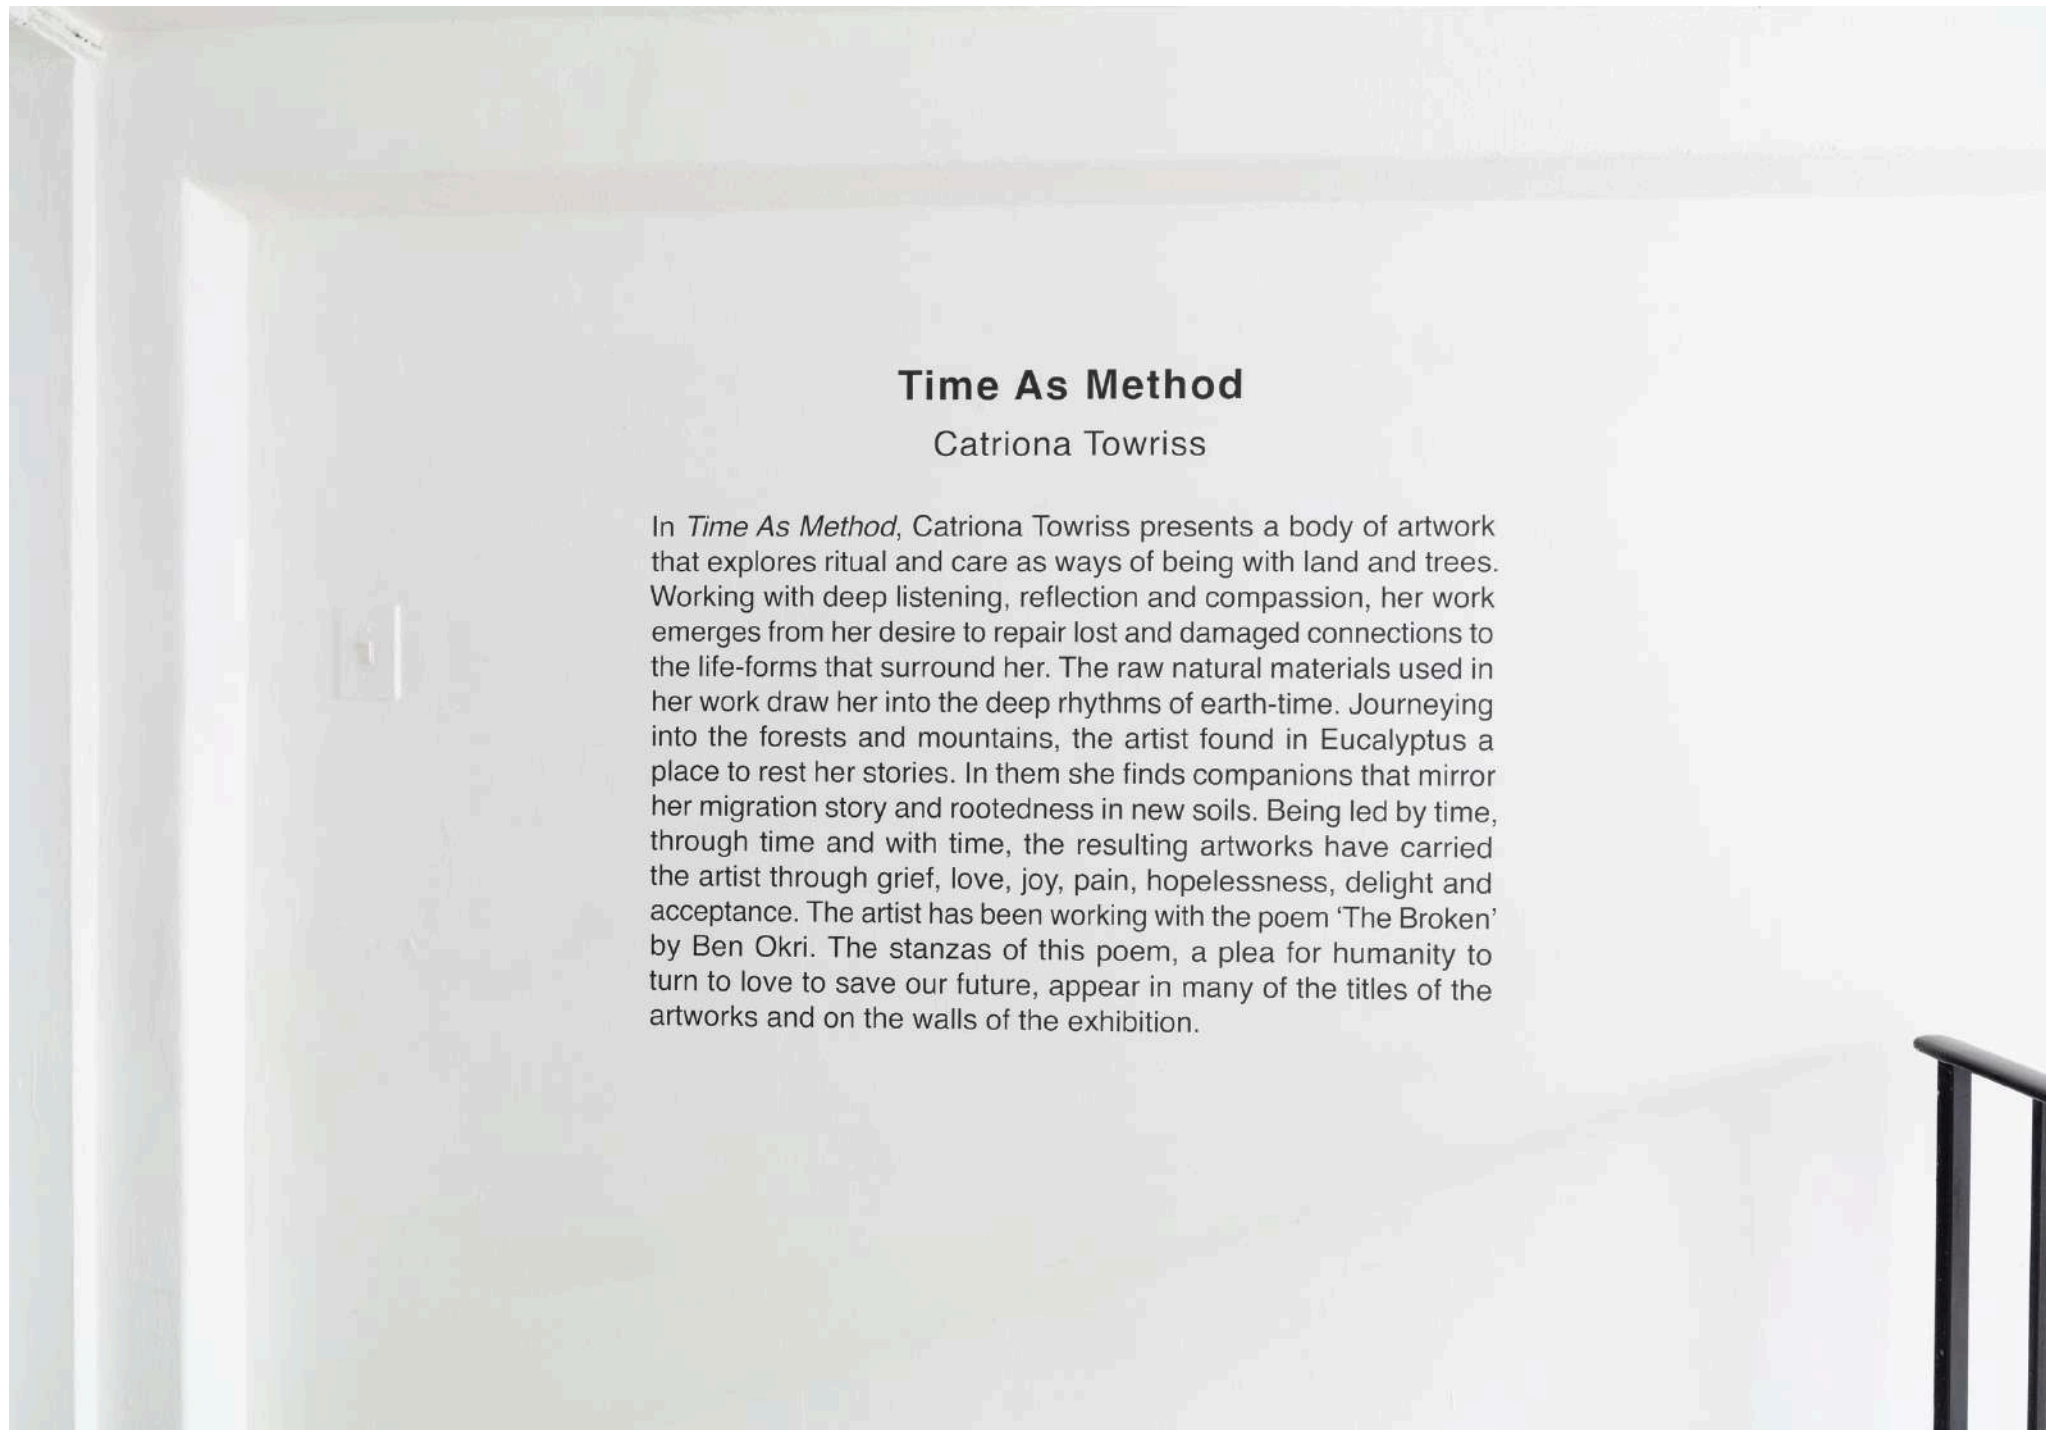 Time As Method
Catriona Towriss
In Time As Method, Catriona Towriss presents a body of artwork
that explores ritual and care as ways of being with land and trees.
Working with deep listening, reflection and compassion, her work
emerges from her desire to repair lost and damaged connections to
the life-forms that surround her. The raw natural materials used in
her work draw her into the deep rhythms of earth-time. Journeying
into the forests and mountains, the artist found in Eucalyptus a
place to rest her stories. In them she finds companions that mirror
her migration story and rootedness in new soils. Being led by time,
through time and with time, the resulting artworks have carried
the artist through grief, love, joy, pain, hopelessness, delight and
acceptance. The artist has been working with the poem ‘The Broken’
by Ben Okri. The stanzas of this poem, a plea for humanity to
turn to love to save our future, appear in many of the titles of the
artworks and on the walls of the exhibition.